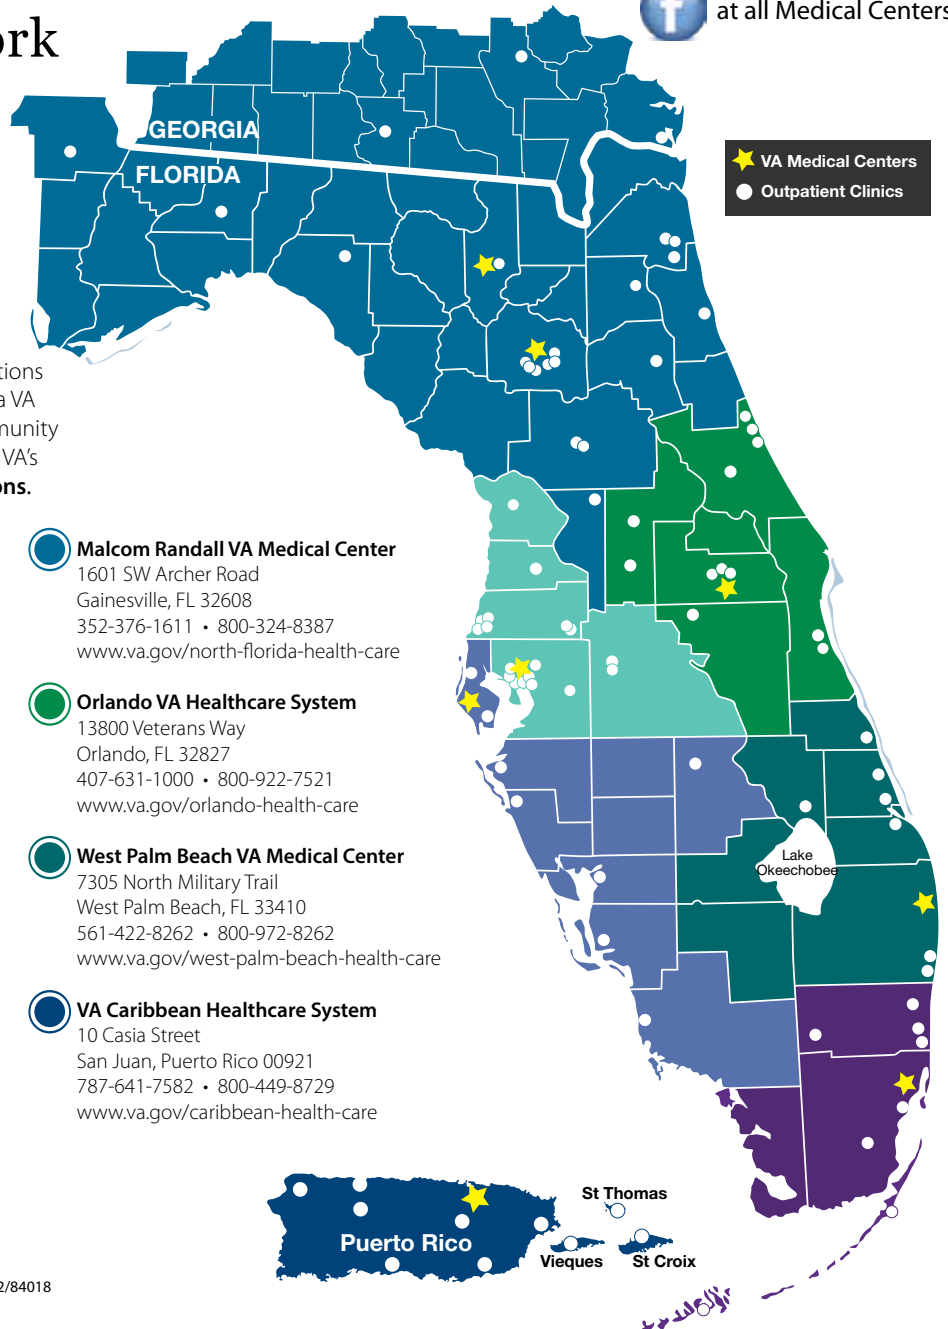 at all Medical Centers
GEORGIA
FLORIDA
VA Medical Centers
Outpatient Clinics
a VA
VA's
Malcom Randall VA Medical Center
1601 SW Archer Road
Gainesville, FL 32608
352-376-1611 • 800-324-8387
www.va.gov/north-florida-health-care
Orlando VA Healthcare System
13800 Veterans Way
Orlando, FL 32827
407-631-1000 • 800-922-7521
www.va.gov/orlando-health-care
West Palm Beach VA Medical Center
7305 North Military Trail
West Palm Beach, FL 33410
561-422-8262 • 800-972-8262
www.va.gov/west-palm-beach-health-care
VA Caribbean Healthcare System
10 Casia Street
San Juan, Puerto Rico 00921
787-641-7582 • 800-449-8729
www.va.gov/caribbean-health-care
Lake
Okeechobee
St Thomas
Puerto Rico
Vieques
St Croix
2/84018